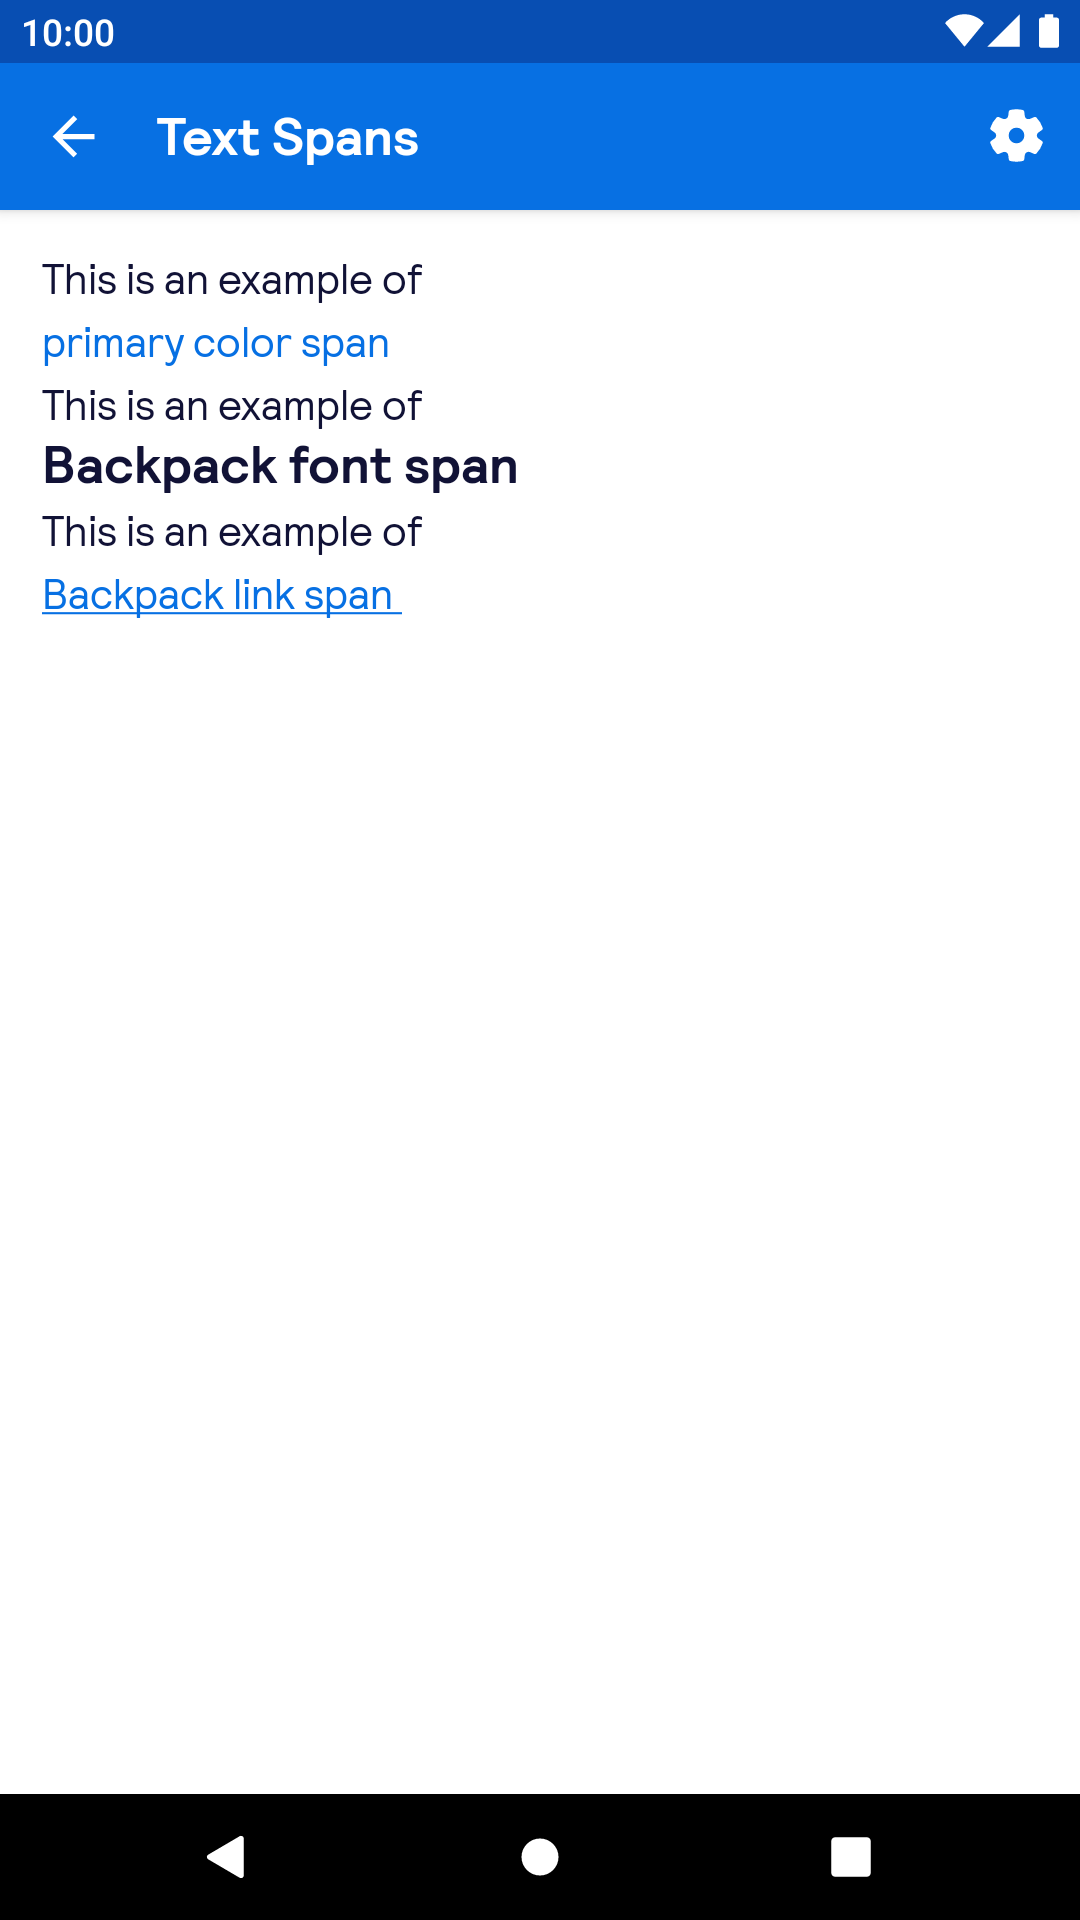 10:00
Text Spans
This is an example of
primary color span
This is an example of
Backpack font span
This is an example of
Backpack link span